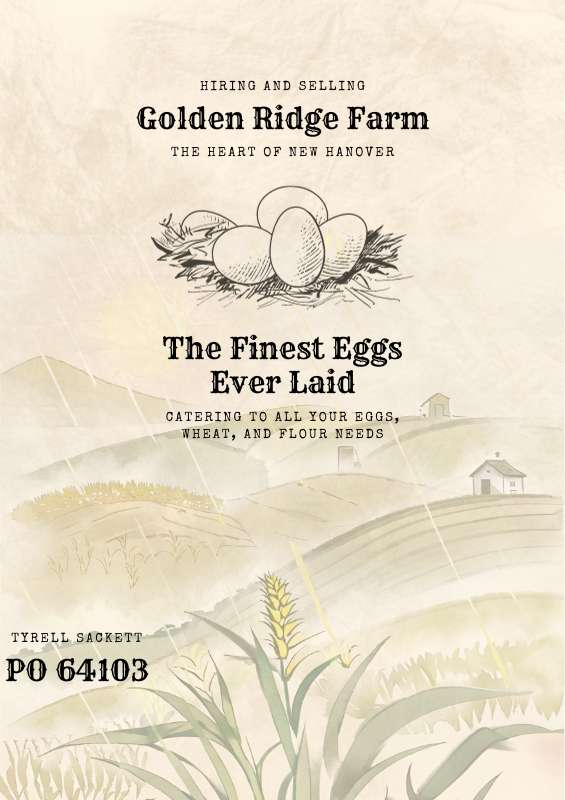 HIRING AND SELLING
Golden Ridge Farm
THE HEART OF NEW HANOVER
The Finest Eggs
Ever Laid
CATERING TO ALL YOUR EGGS,
WHEAT, AND FLOUR NEEDS
TYRELL SACKETT
PO 64103